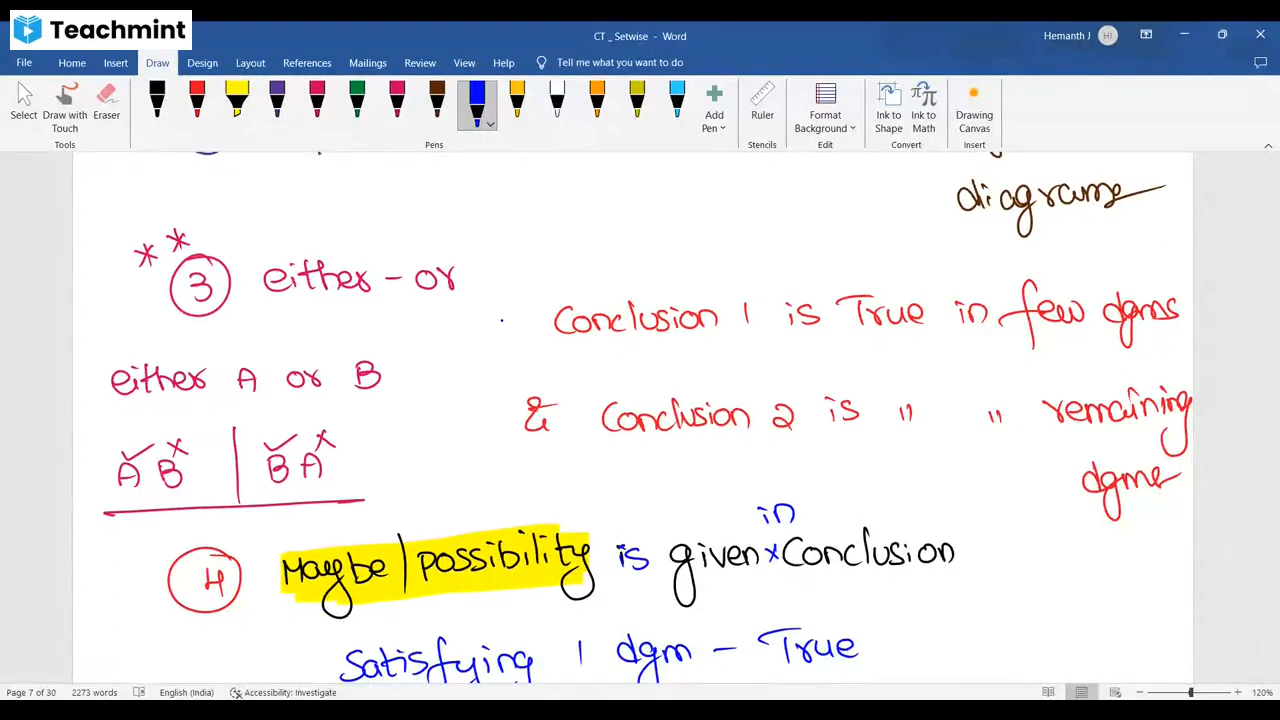 Teachmint
CT _ Setwise - Word
Hemanth J
HJ
File Home Insert Draw Design Layout References Mailings Review View Help Tell me what you want to do
Select Draw with Touch Eraser Add Pen Ruler Format Background Ink to Shape Ink to Math Drawing Canvas
Tools Pens Stencils Edit Convert Insert
diagrams
** 3 either - or
Conclusion 1 is True in few dgms
either A or B
& Conclusion 2 is " " remaining
dgms
A B | B A
in
4 Maybe | possibility is given Conclusion
Satisfying 1 dgm - True
Page 7 of 30 2273 words English (India) Accessibility: Investigate 120%